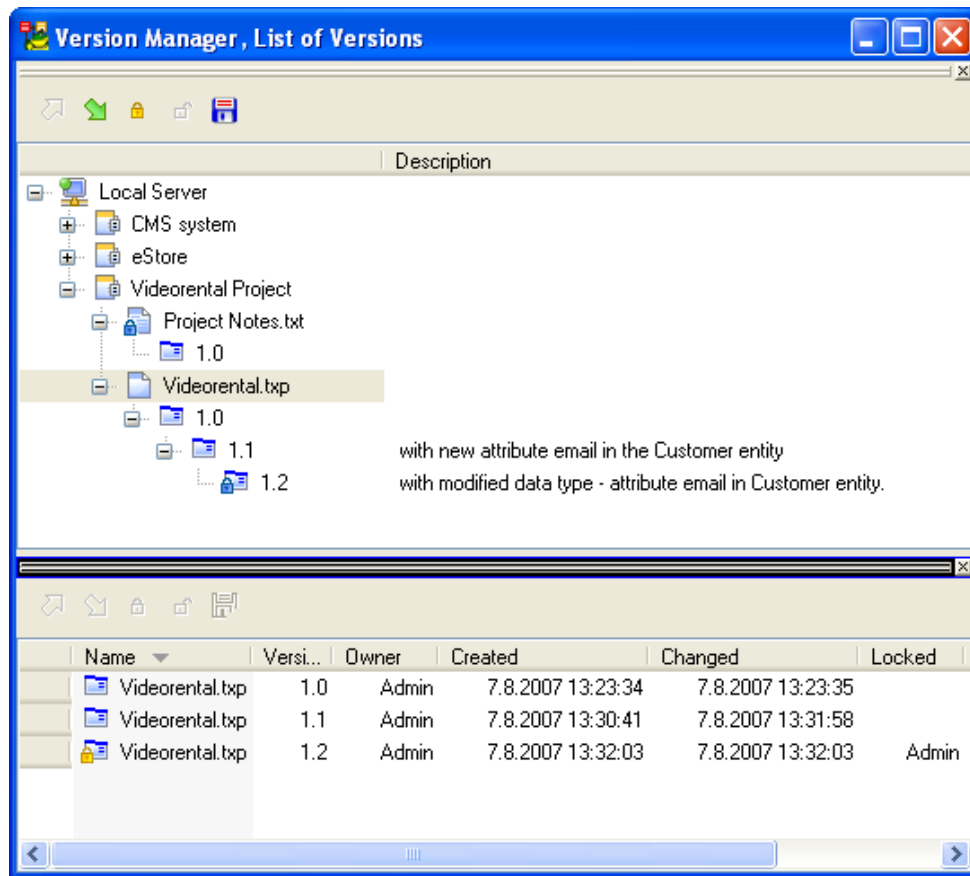 Version Manager, List of Versions
Description
Local Server
CMS system
eStore
Videorental Project
Project Notes.txt
1.0
Videorental.txp
1.0
1.1 with new attribute email in the Customer entity
1.2 with modified data type - attribute email in Customer entity.
Name Versi... Owner Created Changed Locked
Videorental.txp 1.0 Admin 7.8.2007 13:23:34 7.8.2007 13:23:35
Videorental.txp 1.1 Admin 7.8.2007 13:30:41 7.8.2007 13:31:58
Videorental.txp 1.2 Admin 7.8.2007 13:32:03 7.8.2007 13:32:03 Admin